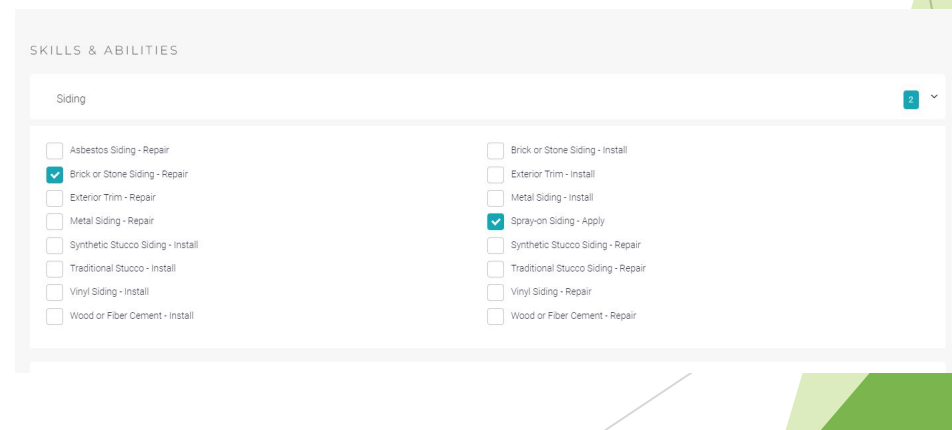 SKILLS & ABILITIES
Siding 2
Asbestos Siding - Repair
Brick or Stone Siding - Install
Brick or Stone Siding - Repair
Exterior Trim - Install
Exterior Trim - Repair
Metal Siding - Install
Metal Siding - Repair
Spray-on Siding - Apply
Synthetic Stucco Siding - Install
Synthetic Stucco Siding - Repair
Traditional Stucco - Install
Traditional Stucco Siding - Repair
Vinyl Siding - Install
Vinyl Siding - Repair
Wood or Fiber Cement - Install
Wood or Fiber Cement - Repair